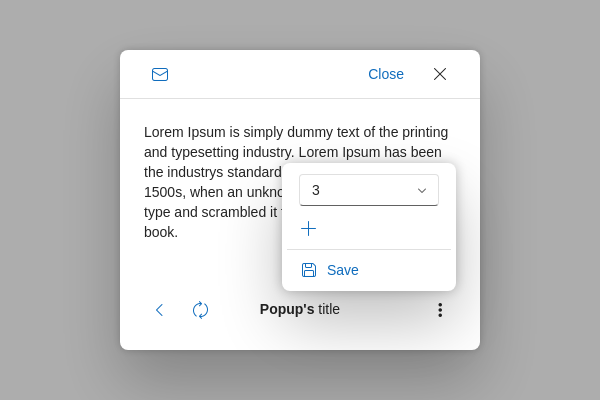 Close
Lorem Ipsum is simply dummy text of the printing
and typesetting industry. Lorem Ipsum has been
the industrys standard
1500s, when an
type and scrambled it
book.
3
Save
Popup's title